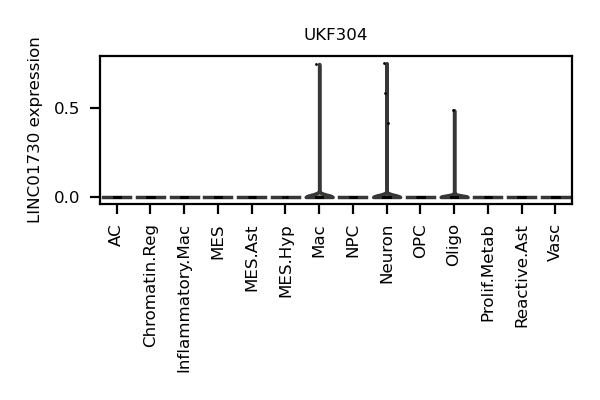 UKF304
LINC01730 expression
0.5
0.0
AC
Chromatin.Reg
Inflammatory.Mac
MES
MES.Ast
MES.Hyp
Mac
NPC
Neuron
OPC
Oligo
Prolif.Metab
Reactive.Ast
Vasc